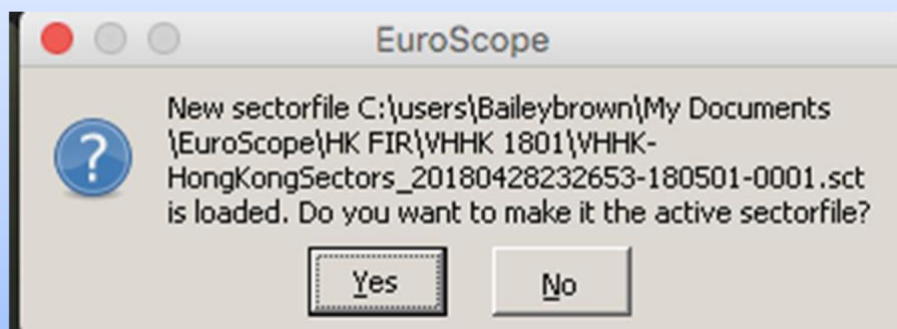 EuroScope
New sectorfile C:\users\Baileybrown\My Documents
\EuroScope\HK FIR\VHHK 1801\VHHK-
HongKongSectors_20180428232653-180501-0001.sct
is loaded. Do you want to make it the active sectorfile?
Yes No